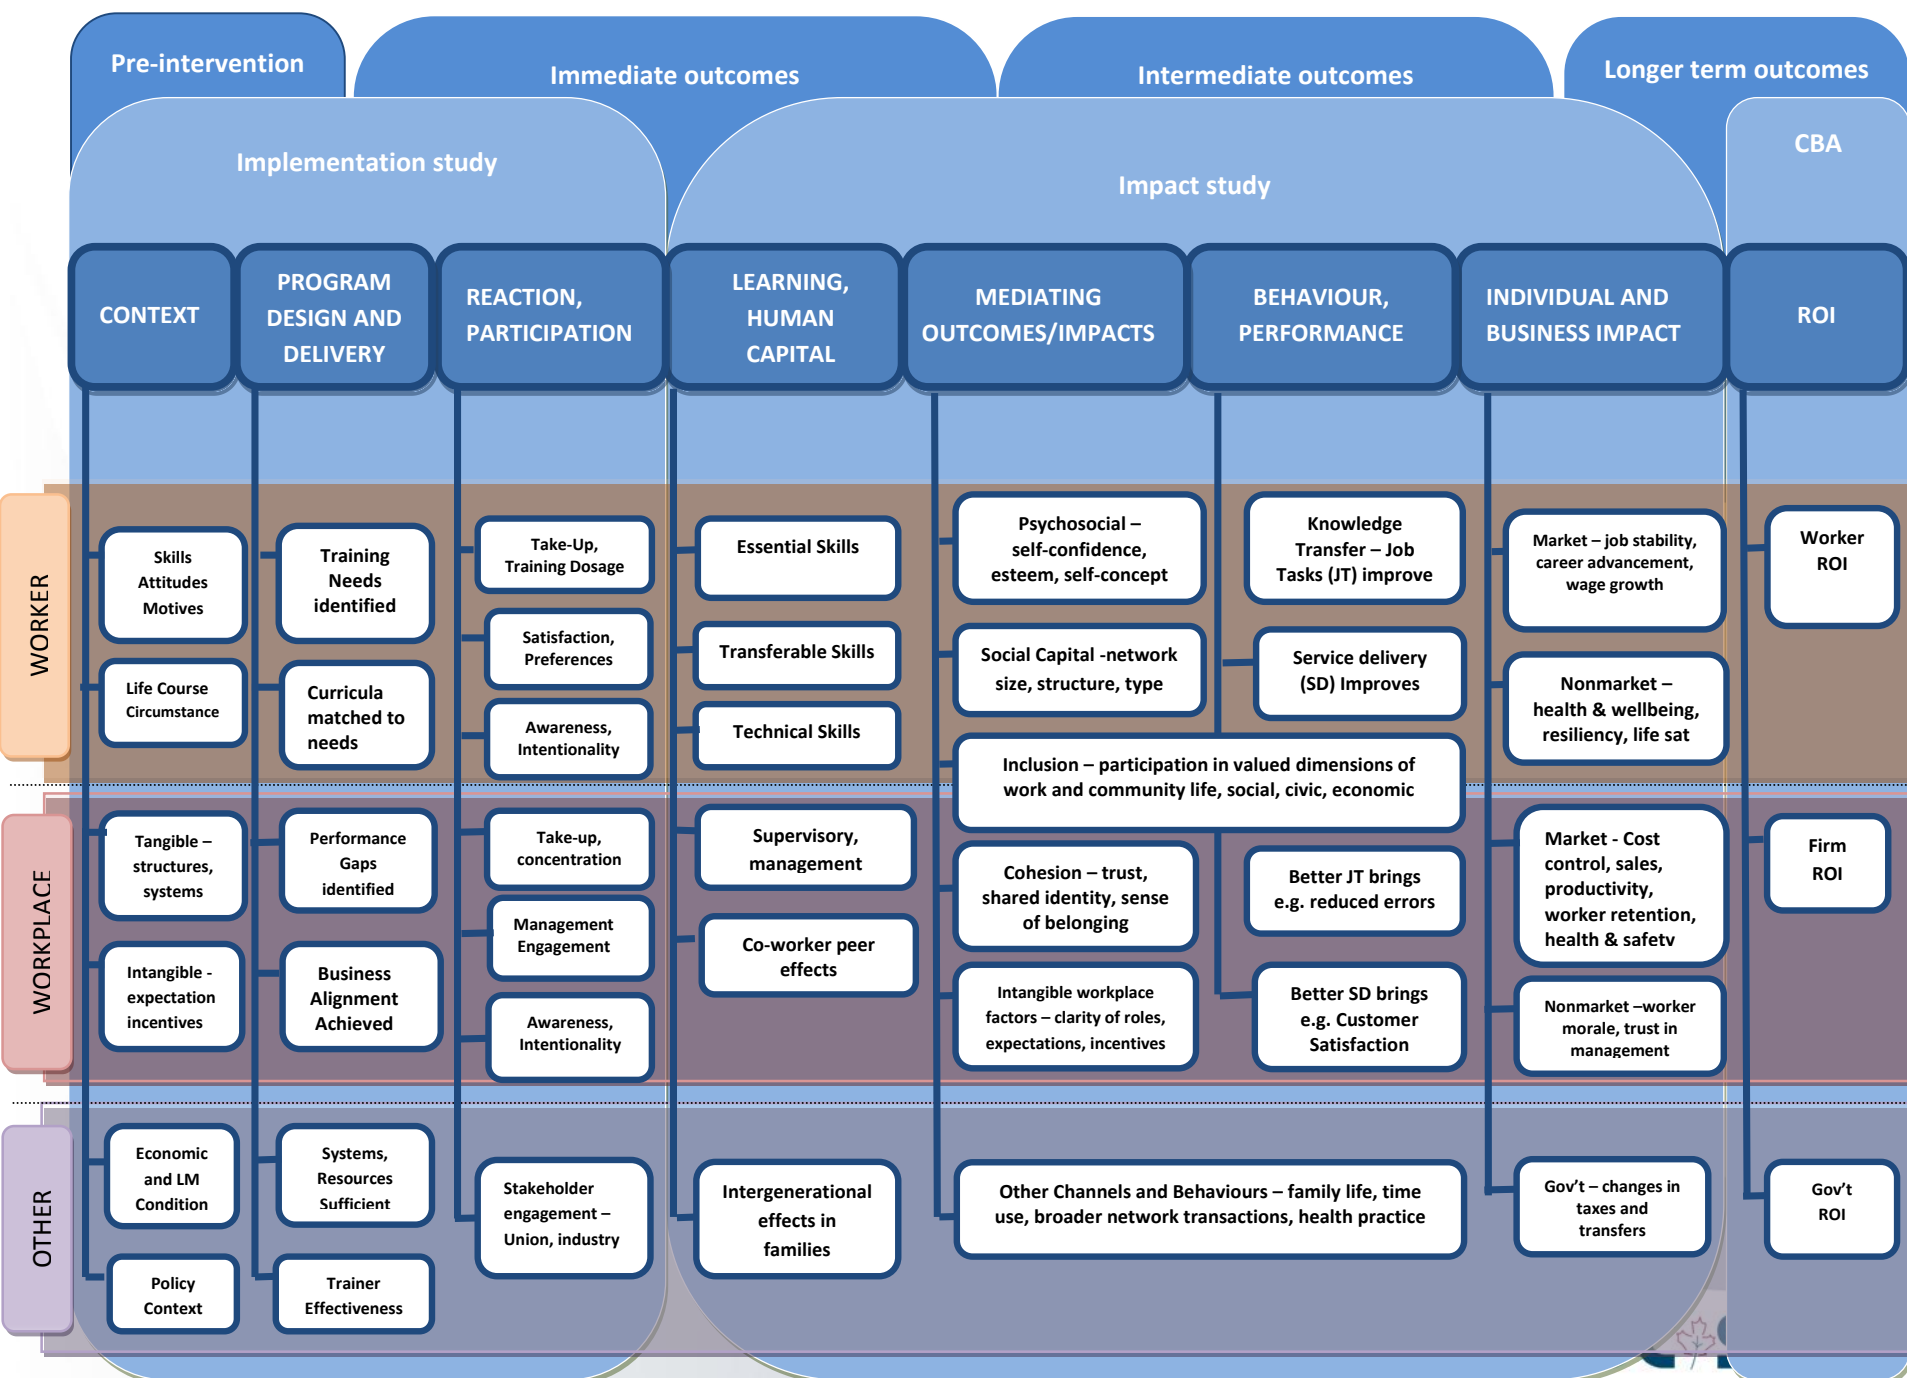 Pre-intervention
Immediate outcomes
Intermediate outcomes
Longer term outcomes
Implementation study
Impact study
CBA
CONTEXT
PROGRAM
DESIGN AND
DELIVERY
REACTION,
PARTICIPATION
LEARNING,
HUMAN
CAPITAL
MEDIATING
OUTCOMES/IMPACTS
BEHAVIOUR,
PERFORMANCE
INDIVIDUAL AND
BUSINESS IMPACT
ROI
WORKER
Skills
Attitudes
Motives
Life Course
Circumstance
Training
Needs
identified
Curricula
matched to
needs
Take-Up,
Training Dosage
Satisfaction,
Preferences
Awareness,
Intentionality
Essential Skills
Transferable Skills
Technical Skills
Psychosocial –
self-confidence,
esteem, self-concept
Social Capital -network
size, structure, type
Inclusion – participation in valued dimensions of
work and community life, social, civic, economic
Knowledge
Transfer – Job
Tasks (JT) improve
Service delivery
(SD) Improves
Market – job stability,
career advancement,
wage growth
Nonmarket –
health & wellbeing,
resiliency, life sat
Worker
ROI
WORKPLACE
Tangible –
structures,
systems
Intangible -
expectation
incentives
Performance
Gaps
identified
Business
Alignment
Achieved
Take-up,
concentration
Management
Engagement
Awareness,
Intentionality
Supervisory,
management
Co-worker peer
effects
Cohesion – trust,
shared identity, sense
of belonging
Intangible workplace
factors – clarity of roles,
expectations, incentives
Better JT brings
e.g. reduced errors
Better SD brings
e.g. Customer
Satisfaction
Market - Cost
control, sales,
productivity,
worker retention,
health & safety
Nonmarket –worker
morale, trust in
management
Firm
ROI
OTHER
Economic
and LM
Condition
Policy
Context
Systems,
Resources
Sufficient
Trainer
Effectiveness
Stakeholder
engagement –
Union, industry
Intergenerational
effects in
families
Other Channels and Behaviours – family life, time
use, broader network transactions, health practice
Gov't – changes in
taxes and
transfers
Gov't
ROI